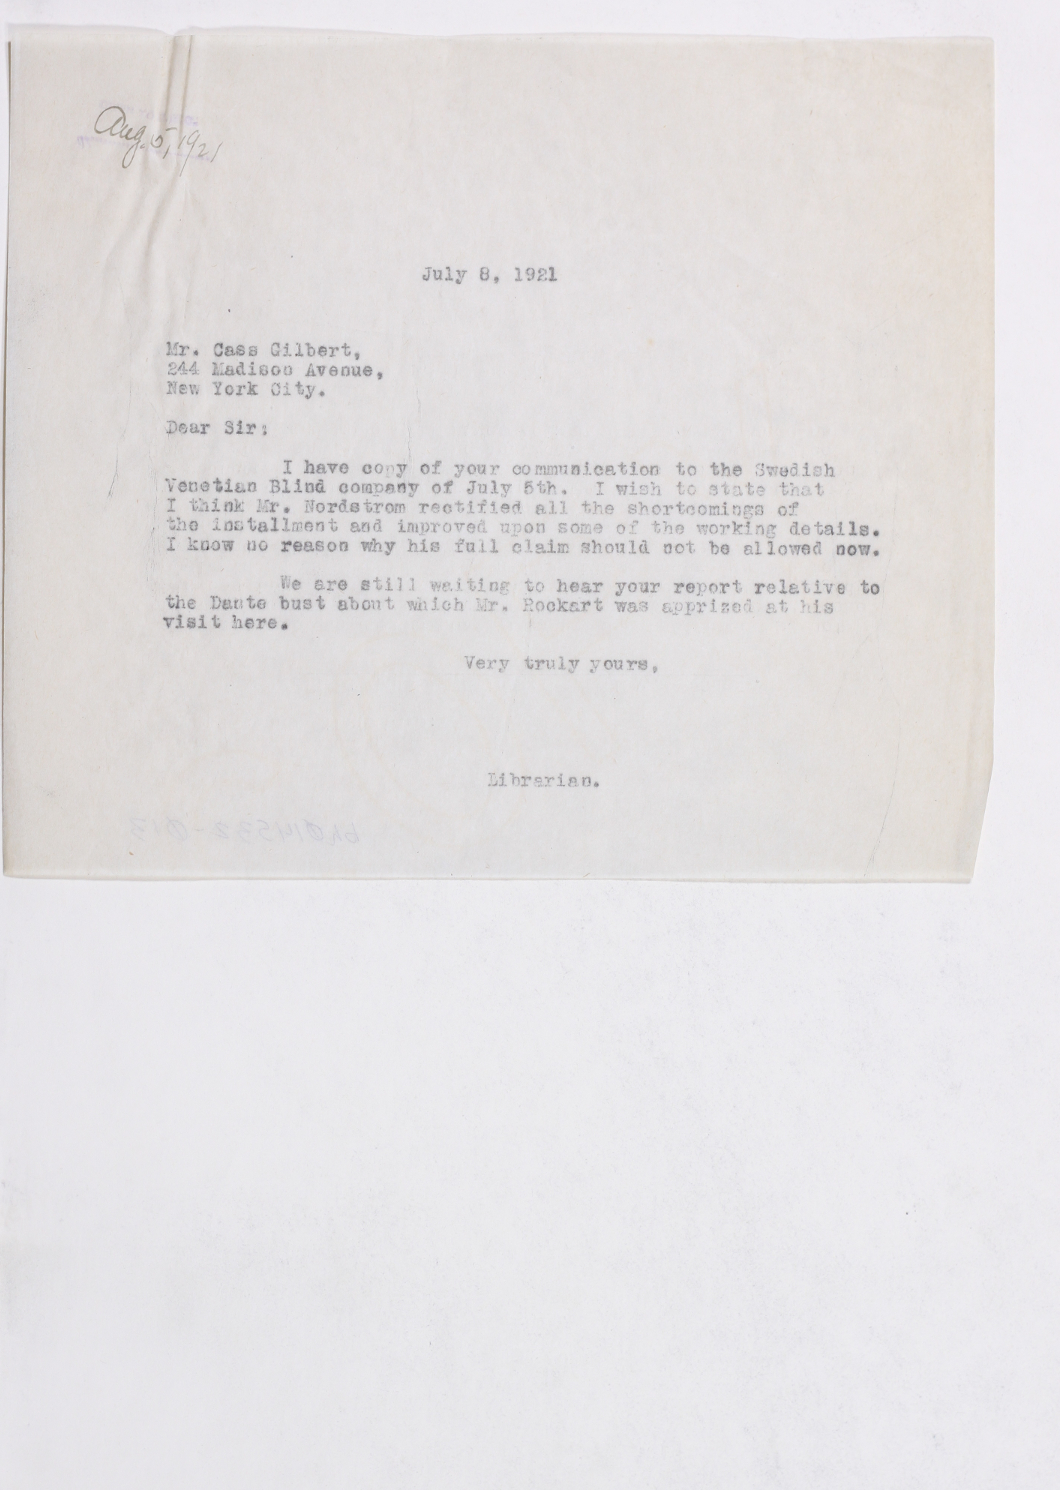 Aug. 5, 1921
July 8, 1921
Mr. Cass Gilbert,
244 Madison Avenue,
New York City.
Dear Sir;
I have copy of your communication to the Swedish
Venetian Blind company of July 5th. I wish to state that
I think Mr. Nordstrom rectified all the shortcomings of
the installment and improved upon some of the working details.
I know no reason why his full claim should not be allowed now.
We are still waiting to hear your report relative to
the Dante bust about which Mr. Rockart was apprized at his
visit here.
Very truly yours,
Librarian.